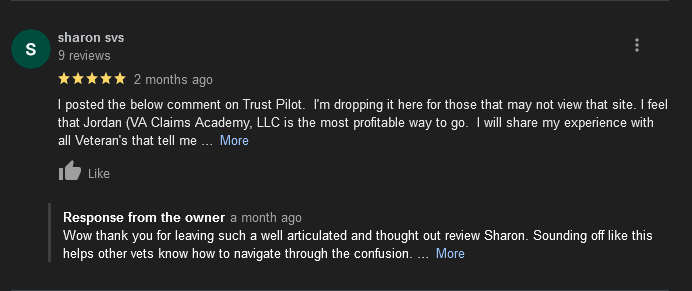 S
sharon svs
9 reviews
2 months ago
I posted the below comment on Trust Pilot.  I'm dropping it here for those that may not view that site. I feel
that Jordan (VA Claims Academy, LLC is the most profitable way to go.  I will share my experience with
all Veteran's that tell me ... More
Like
Response from the owner a month ago
Wow thank you for leaving such a well articulated and thought out review Sharon. Sounding off like this
helps other vets know how to navigate through the confusion. ... More